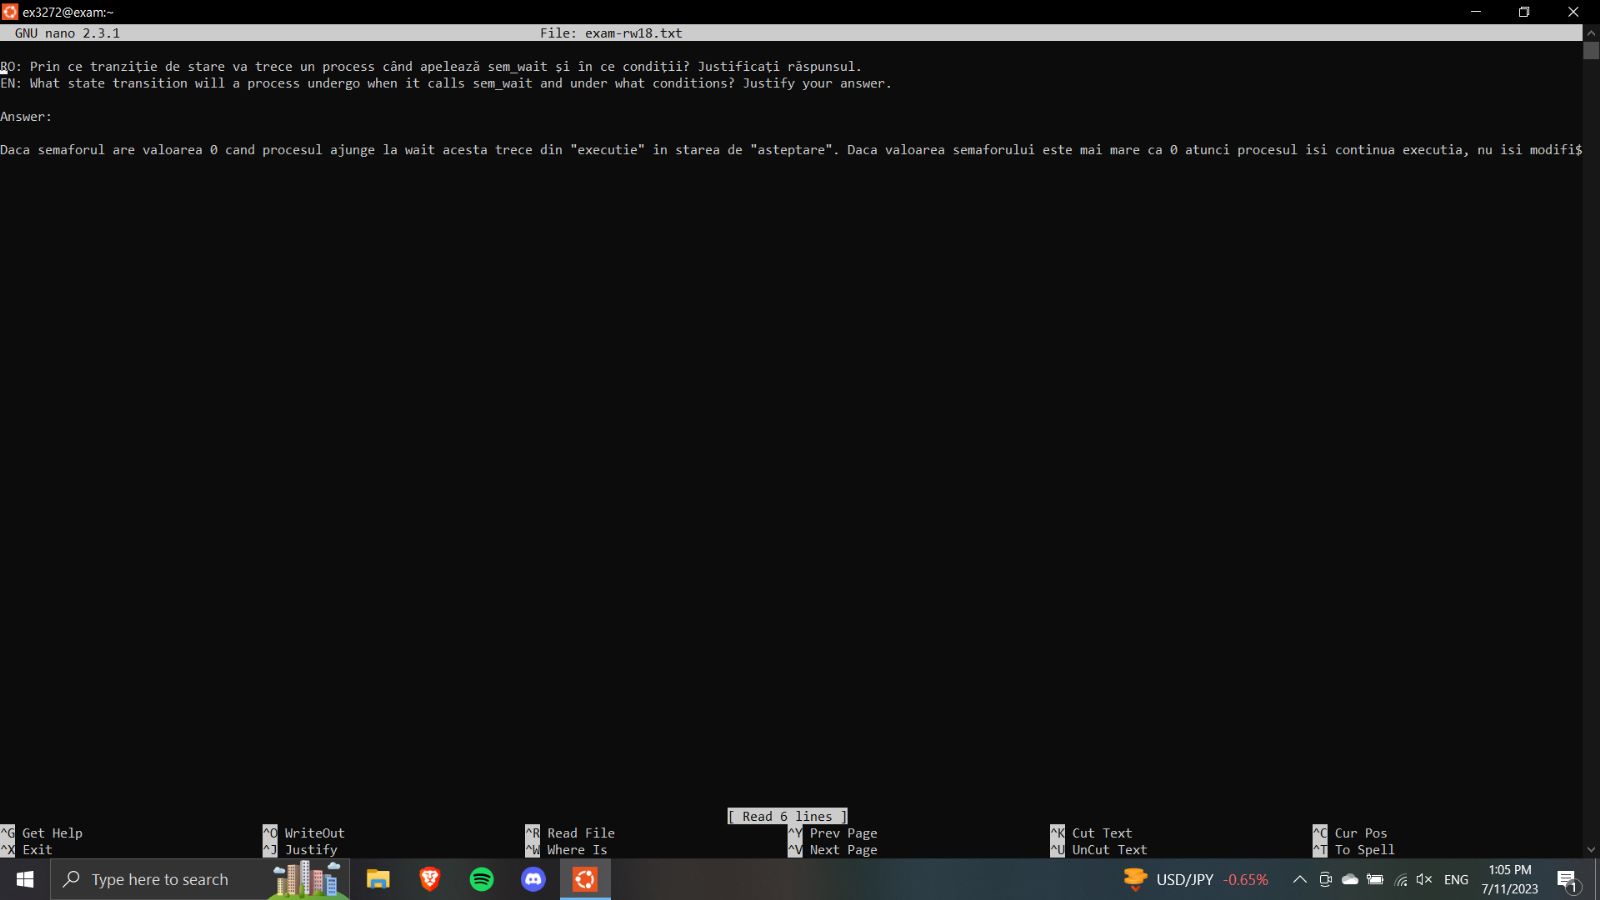 ex3272@exam:~
GNU nano 2.3.1 File: exam-rw18.txt
RO: Prin ce tranziție de stare va trece un process când apelează sem_wait și în ce condiții? Justificați răspunsul.
EN: What state transition will a process undergo when it calls sem_wait and under what conditions? Justify your answer.
Answer:
Daca semaforul are valoarea 0 cand procesul ajunge la wait acesta trece din "executie" in starea de "asteptare". Daca valoarea semaforului este mai mare ca 0 atunci procesul isi continua executia, nu isi modifi$
[ Read 6 lines ]
^G Get Help ^O WriteOut ^R Read File ^Y Prev Page ^K Cut Text ^C Cur Pos
^X Exit ^J Justify ^W Where Is ^V Next Page ^U UnCut Text ^T To Spell
Type here to search USD/JPY -0.65% ENG 1:05 PM
7/11/2023 1